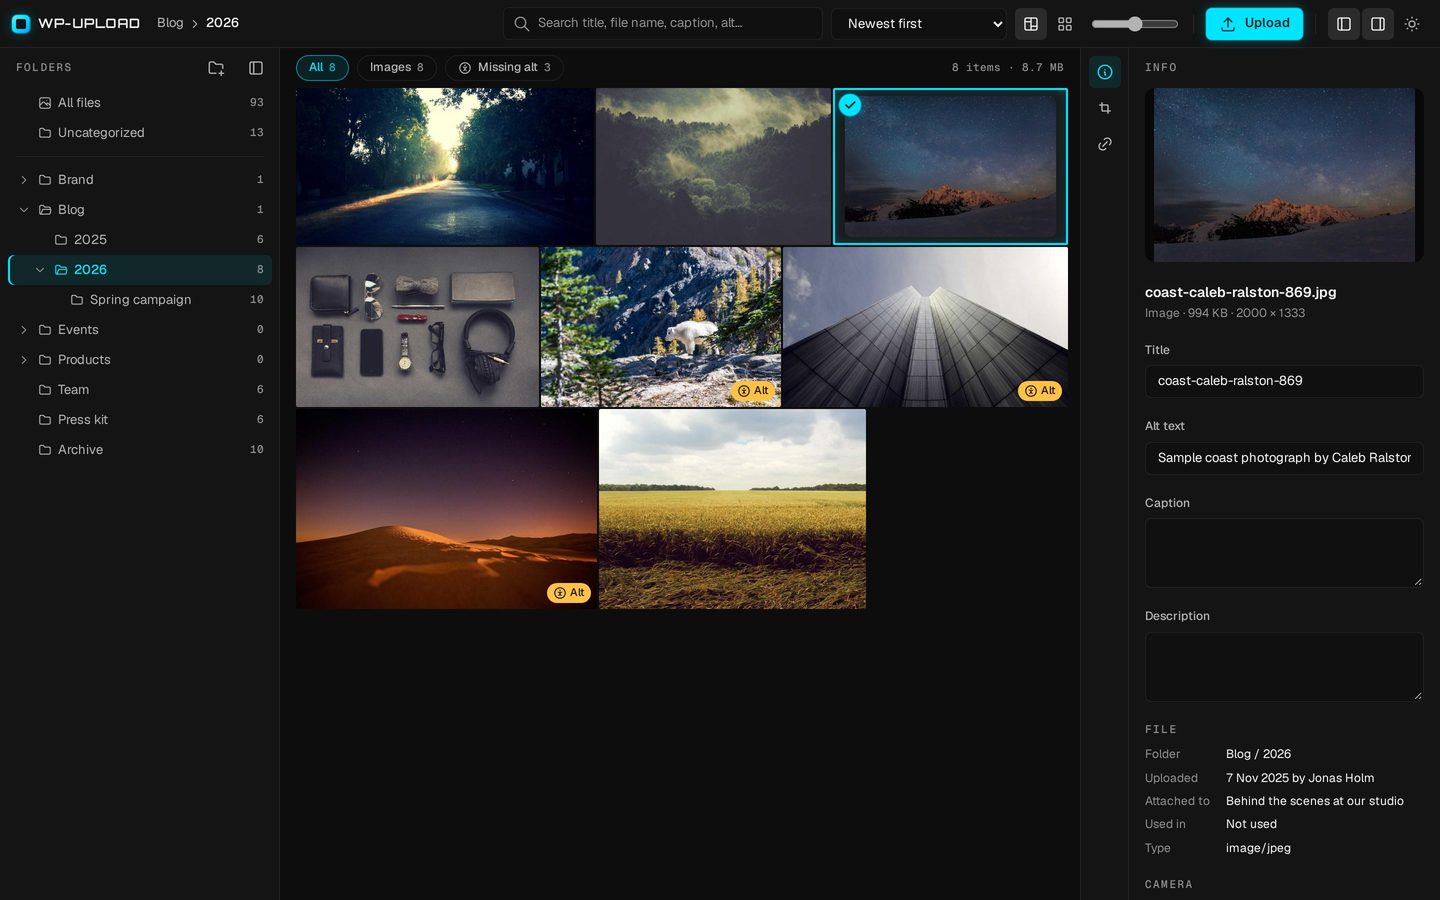 WP-UPLOAD Blog > 2026 Search title, file name, caption, alt... Newest first Upload
FOLDERS
All files 93
Uncategorized 13
Brand 1
Blog 1
2025 6
2026 8
Spring campaign 10
Events 0
Products 0
Team 6
Press kit 6
Archive 10
All 8 Images 8 Missing alt 3 8 items · 8.7 MB
Alt
Alt
Alt
INFO
coast-caleb-ralston-869.jpg
Image · 994 KB · 2000 × 1333
Title
coast-caleb-ralston-869
Alt text
Sample coast photograph by Caleb Ralstor
Caption
Description
FILE
Folder Blog / 2026
Uploaded 7 Nov 2025 by Jonas Holm
Attached to Behind the scenes at our studio
Used in Not used
Type image/jpeg
CAMERA